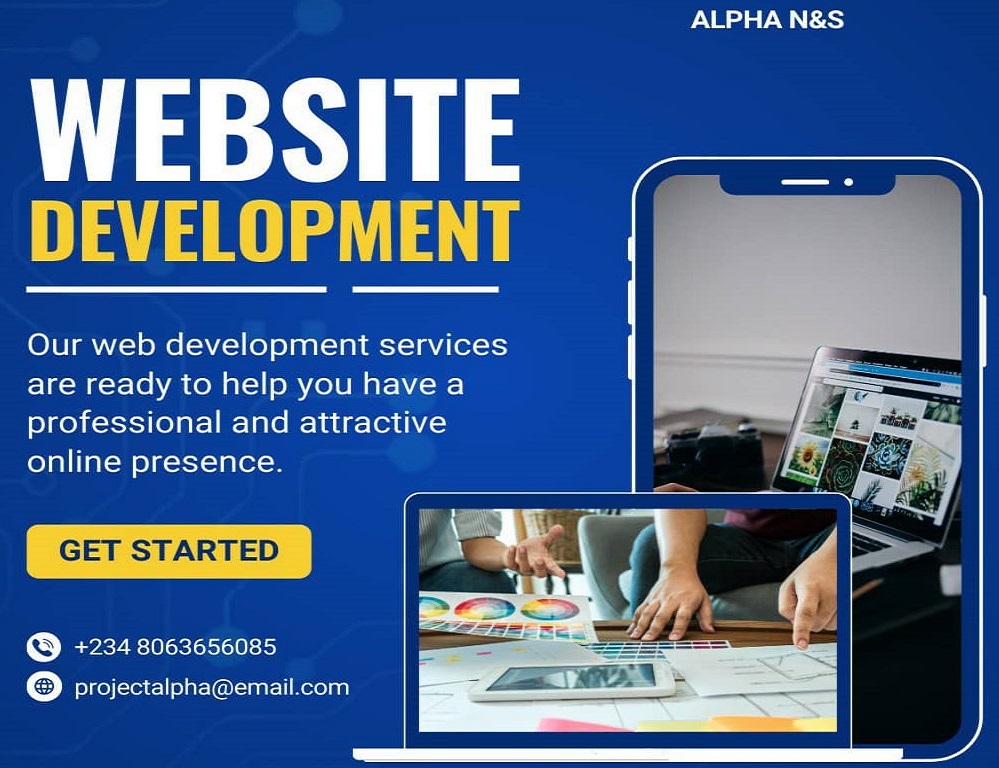 ALPHA N&S
WEBSITE
DEVELOPMENT
Our web development services
are ready to help you have a
professional and attractive
online presence.
GET STARTED
+234 8063656085
projectalpha@email.com